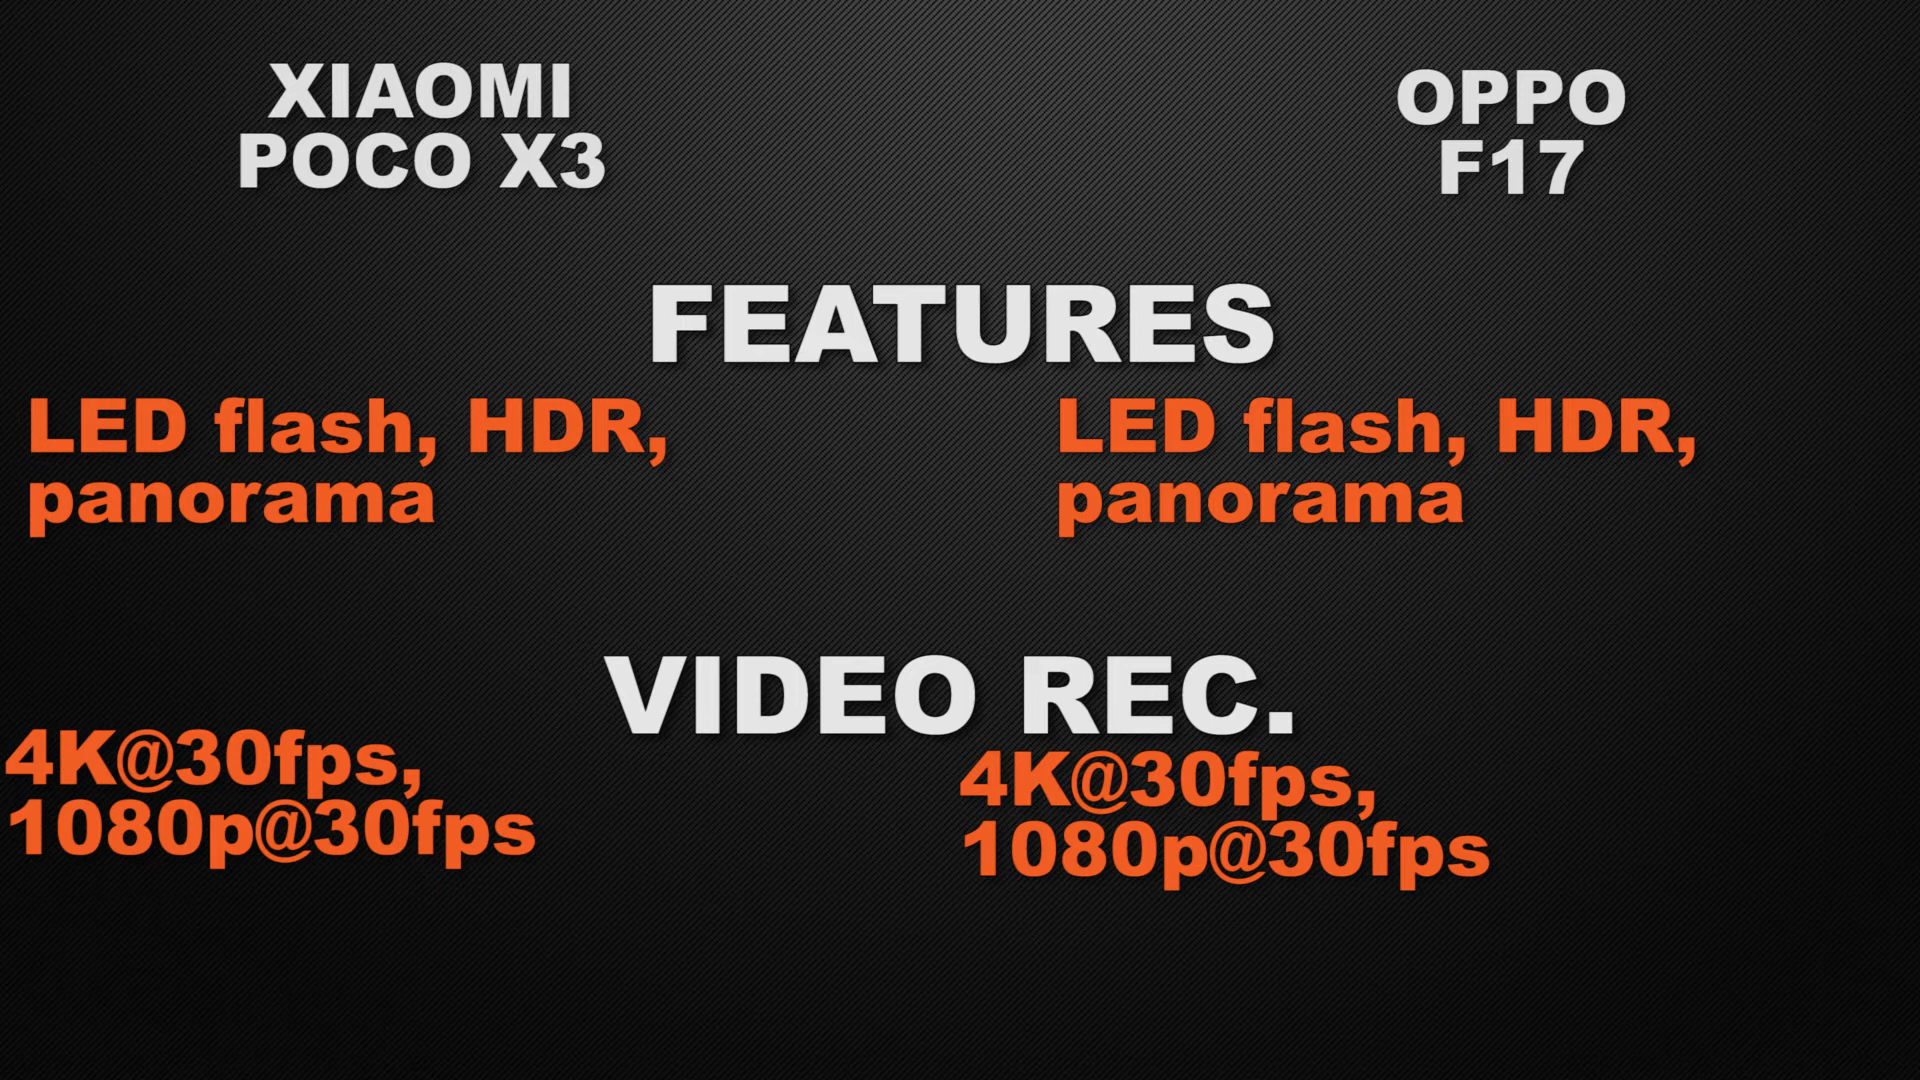 XIAOMI
POCO X3
OPPO
F17
FEATURES
LED flash, HDR,
panorama
LED flash, HDR,
panorama
VIDEO REC.
4K@30fps,
1080p@30fps
4K@30fps,
1080p@30fps